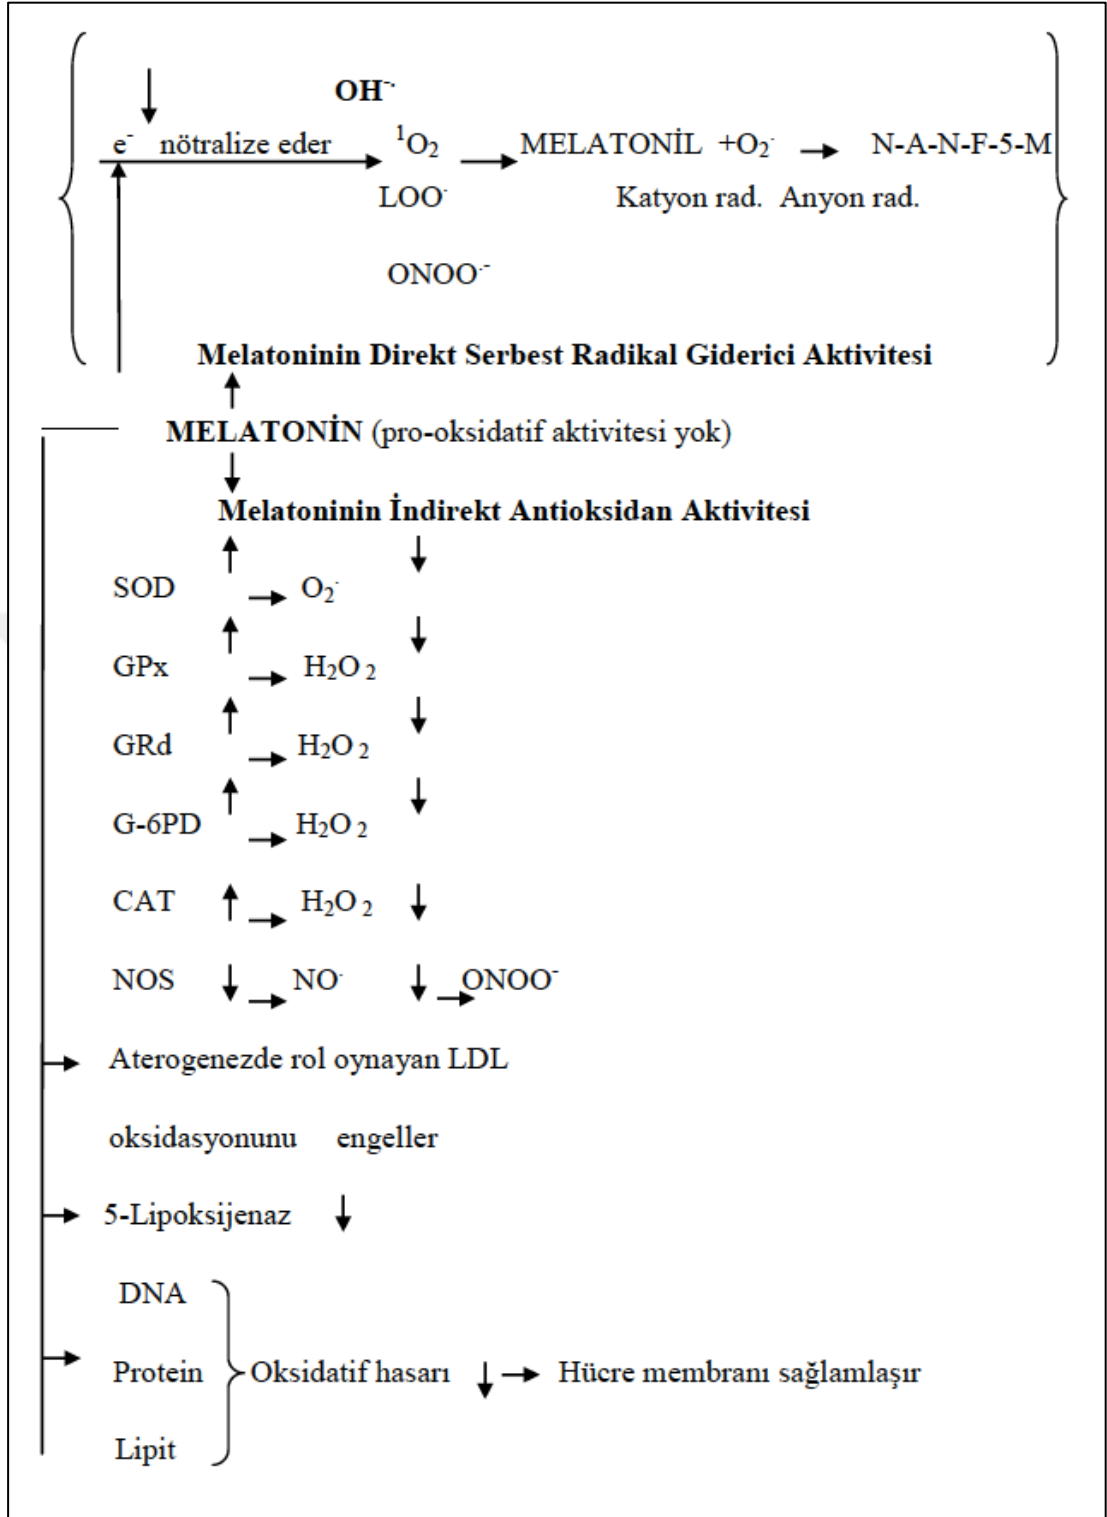 OH⁻·
e⁻ nötralize eder ¹O₂ MELATONİL +O₂·⁻ N-A-N-F-5-M
LOO· Katyon rad. Anyon rad.
ONOO·⁻
Melatoninin Direkt Serbest Radikal Giderici Aktivitesi
MELATONİN (pro-oksidatif aktivitesi yok)
Melatoninin İndirekt Antioksidan Aktivitesi
SOD ↑ → O₂· ↓
GPx ↑ → H₂O₂ ↓
GRd ↑ → H₂O₂ ↓
G-6PD ↑ → H₂O₂ ↓
CAT ↑ → H₂O₂ ↓
NOS ↓ → NO· ↓ → ONOO⁻
→ Aterogenezde rol oynayan LDL
oksidasyonunu engeller
→ 5-Lipoksijenaz ↓
DNA
Protein Oksidatif hasarı ↓ → Hücre membranı sağlamlaşır
Lipit